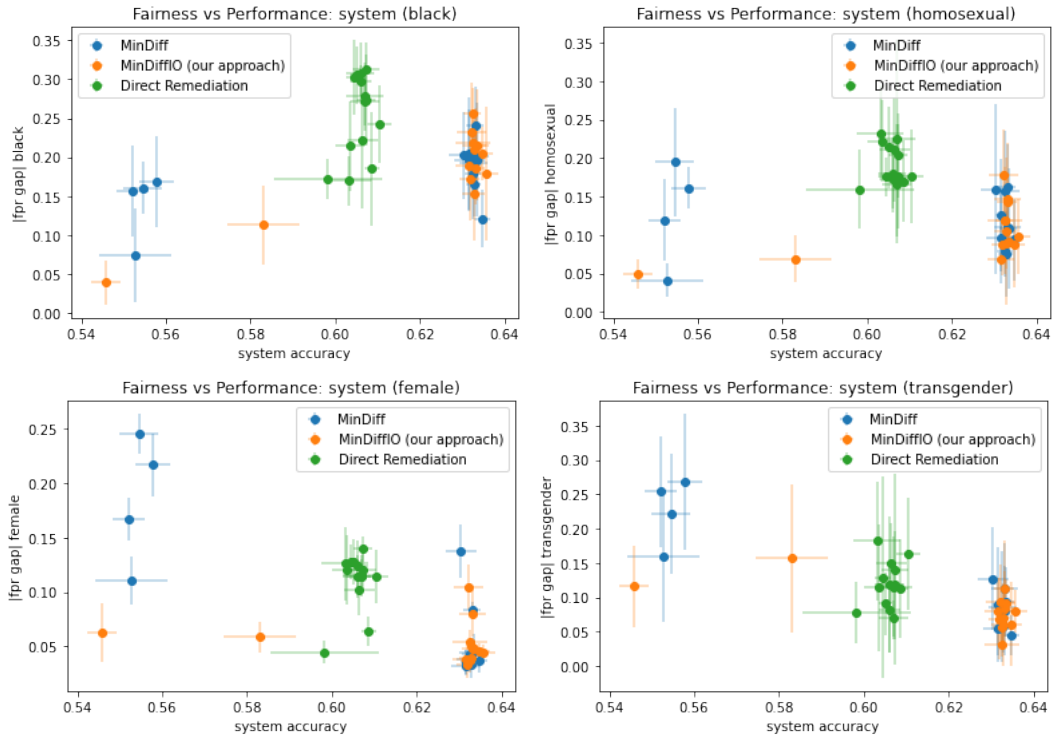 Fairness vs Performance: system (black)
0.35
0.30
0.25
0.20
0.15
0.10
0.05
0.00
|fpr gap| black
MinDiff
MinDiffIO (our approach)
Direct Remediation
0.54 0.56 0.58 0.60 0.62 0.64
system accuracy
Fairness vs Performance: system (homosexual)
0.35
0.30
0.25
0.20
0.15
0.10
0.05
0.00
|fpr gap| homosexual
MinDiff
MinDiffIO (our approach)
Direct Remediation
0.54 0.56 0.58 0.60 0.62 0.64
system accuracy
Fairness vs Performance: system (female)
0.25
0.20
0.15
0.10
0.05
|fpr gap| female
MinDiff
MinDiffIO (our approach)
Direct Remediation
0.54 0.56 0.58 0.60 0.62 0.64
system accuracy
Fairness vs Performance: system (transgender)
0.35
0.30
0.25
0.20
0.15
0.10
0.05
0.00
|fpr gap| transgender
MinDiff
MinDiffIO (our approach)
Direct Remediation
0.54 0.56 0.58 0.60 0.62 0.64
system accuracy